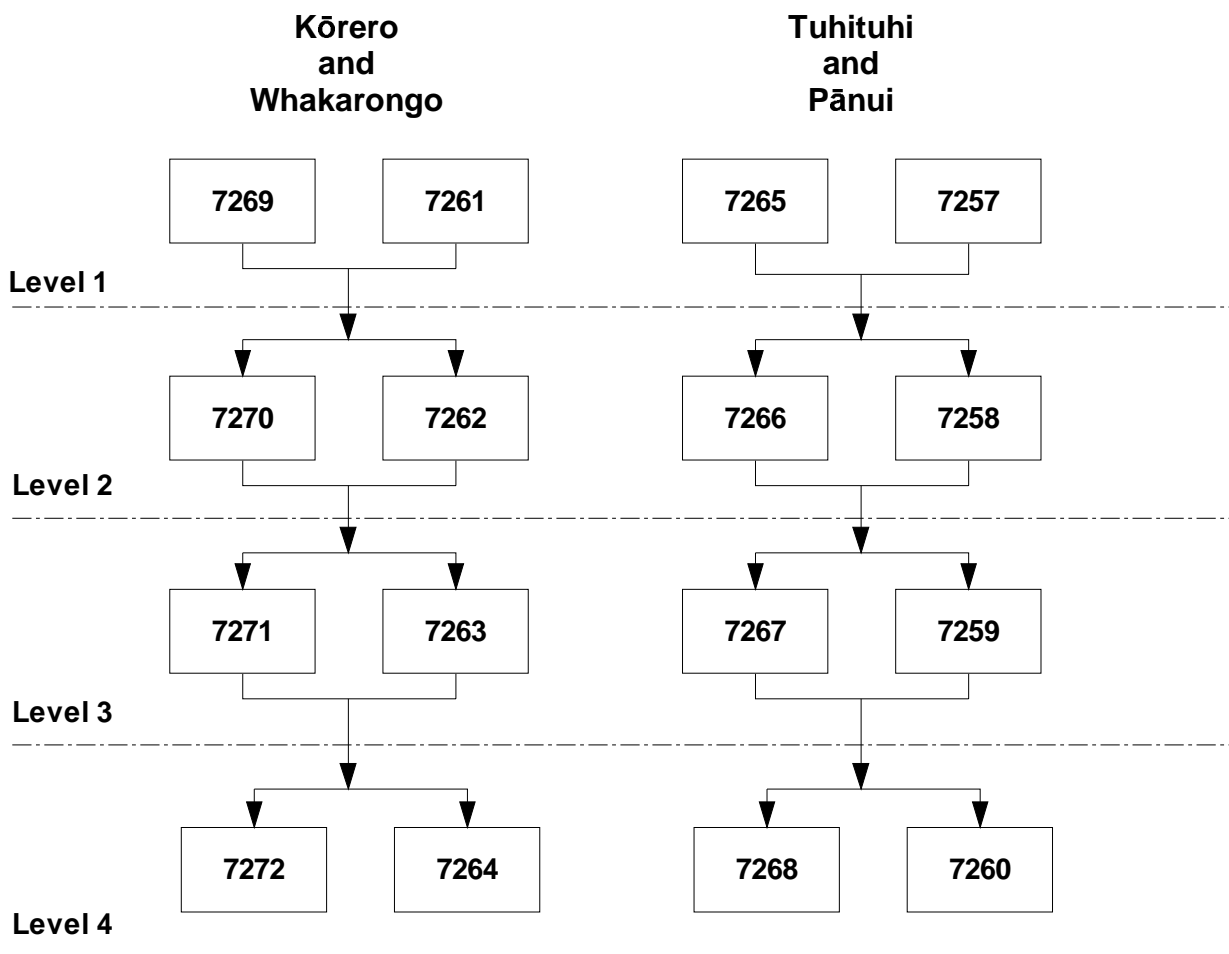 Kōrero
and
Whakarongo
Tuhituhi
and
Pānui
7269 7261 7265 7257
Level 1
7270 7262 7266 7258
Level 2
7271 7263 7267 7259
Level 3
7272 7264 7268 7260
Level 4